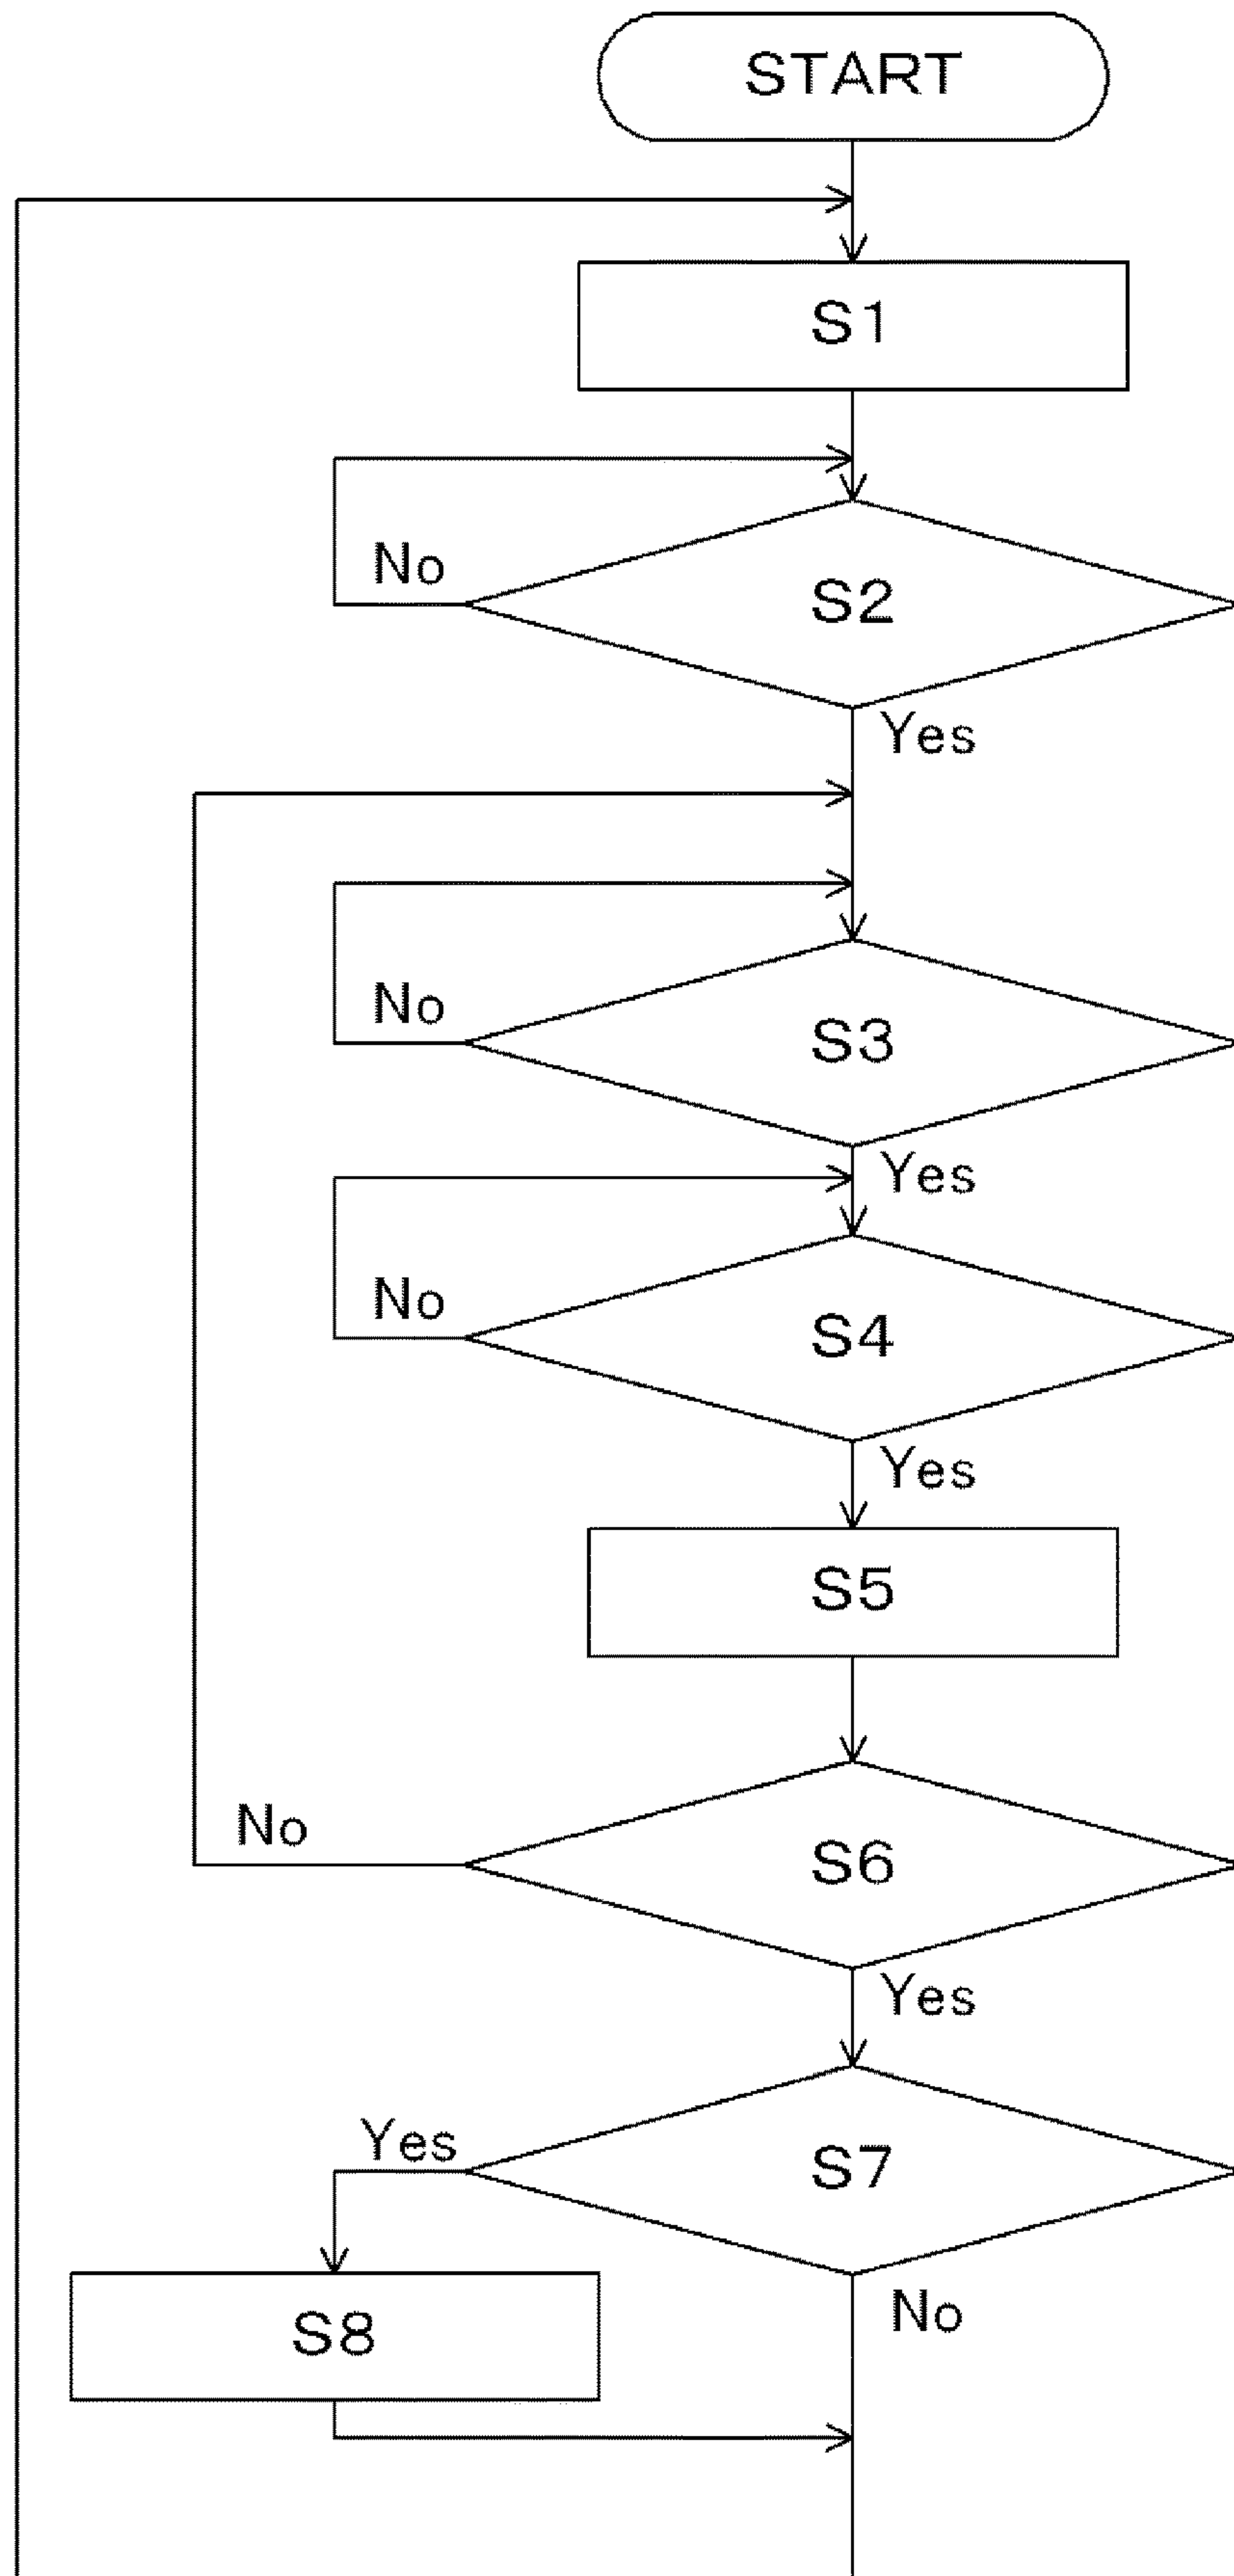 START
S1
No
S2
Yes
No
S3
Yes
No
S4
Yes
S5
No
S6
Yes
Yes
S7
No
S8